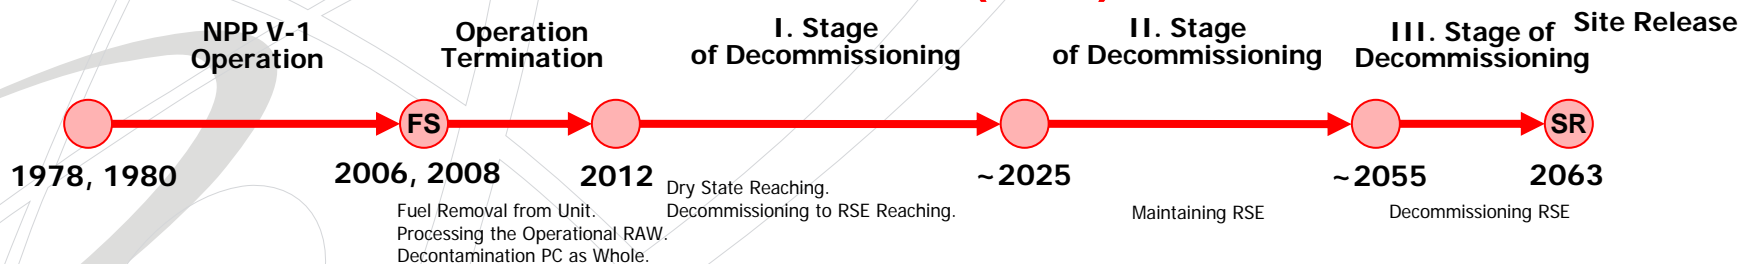 NPP V-1
Operation
Operation
Termination
I. Stage
of Decommissioning
II. Stage
of Decommissioning
III. Stage of
Decommissioning
Site Release
FS
SR
1978, 1980
2006, 2008
2012
~2025
~2055
2063
Fuel Removal from Unit.
Processing the Operational RAW.
Decontamination PC as Whole.
Dry State Reaching.
Decommissioning to RSE Reaching.
Maintaining RSE
Decommissioning RSE